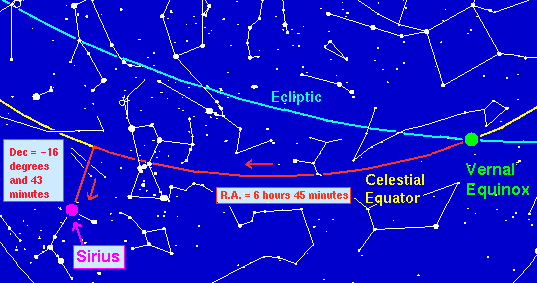 Ecliptic
Dec = −16
degrees
and 43
minutes
Vernal
Equinox
Celestial
Equator
R.A. = 6 hours 45 minutes
Sirius